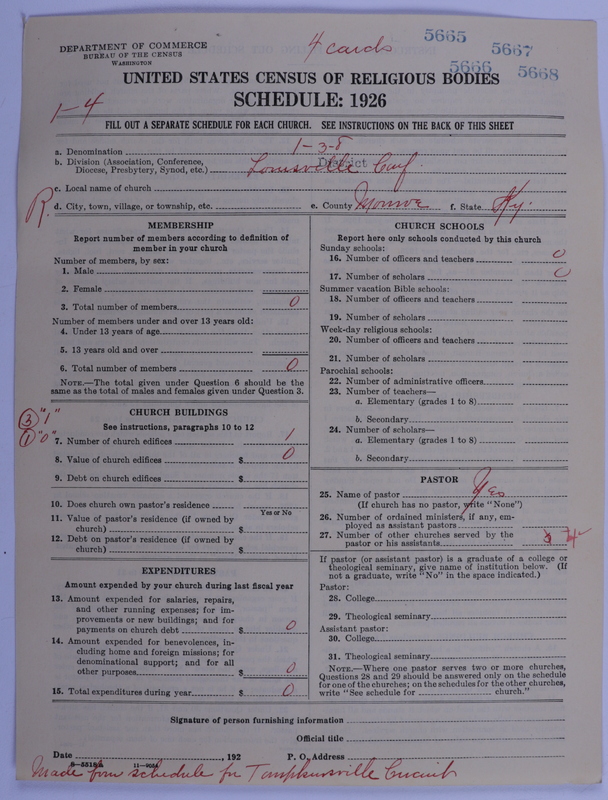 4 cards
5665
5667
5666
5668
DEPARTMENT OF COMMERCE
BUREAU OF THE CENSUS
WASHINGTON
UNITED STATES CENSUS OF RELIGIOUS BODIES
SCHEDULE: 1926
1-4
FILL OUT A SEPARATE SCHEDULE FOR EACH CHURCH. SEE INSTRUCTIONS ON THE BACK OF THIS SHEET
a. Denomination 1-3-8
b. Division (Association, Conference, Diocese, Presbytery, Synod, etc.) Louisville Conf. District
c. Local name of church
R.
d. City, town, village, or township, etc. e. County Monroe f. State Ky.
MEMBERSHIP
Report number of members according to definition of
member in your church
Number of members, by sex:
1. Male
2. Female
3. Total number of members 0
Number of members under and over 13 years old:
4. Under 13 years of age
5. 13 years old and over
6. Total number of members 0
NOTE.—The total given under Question 6 should be the
same as the total of males and females given under Question 3.
CHURCH BUILDINGS
See instructions, paragraphs 10 to 12
3 "1"
1 "0"
7. Number of church edifices 1
8. Value of church edifices $ 0
9. Debt on church edifices $
10. Does church own pastor's residence
Yes or No
11. Value of pastor's residence (if owned by
church) $
12. Debt on pastor's residence (if owned by
church) $
EXPENDITURES
Amount expended by your church during last fiscal year
13. Amount expended for salaries, repairs,
and other running expenses; for im-
provements or new buildings; and for
payments on church debt $ 0
14. Amount expended for benevolences, in-
cluding home and foreign missions; for
denominational support; and for all
other purposes $ 0
15. Total expenditures during year $ 0
CHURCH SCHOOLS
Report here only schools conducted by this church
Sunday schools:
16. Number of officers and teachers 0
17. Number of scholars 0
Summer vacation Bible schools:
18. Number of officers and teachers
19. Number of scholars
Week-day religious schools:
20. Number of officers and teachers
21. Number of scholars
Parochial schools:
22. Number of administrative officers
23. Number of teachers—
a. Elementary (grades 1 to 8)
b. Secondary
24. Number of scholars—
a. Elementary (grades 1 to 8)
b. Secondary
PASTOR
25. Name of pastor Yes
(If church has no pastor, write "None")
26. Number of ordained ministers, if any, em-
ployed as assistant pastors
27. Number of other churches served by the
pastor or his assistants 4
If pastor (or assistant pastor) is a graduate of a college or
theological seminary, give name of institution below. (If
not a graduate, write "No" in the space indicated.)
Pastor:
28. College
29. Theological seminary
Assistant pastor:
30. College
31. Theological seminary
NOTE.—Where one pastor serves two or more churches,
Questions 28 and 29 should be answered only on the schedule
for one of the churches; on the schedules for the other churches,
write "See schedule for church."
Signature of person furnishing information
Official title
Date , 192 P. O. Address
8-5518a 11-9054
Made from schedule for Tompkinsville Circuit